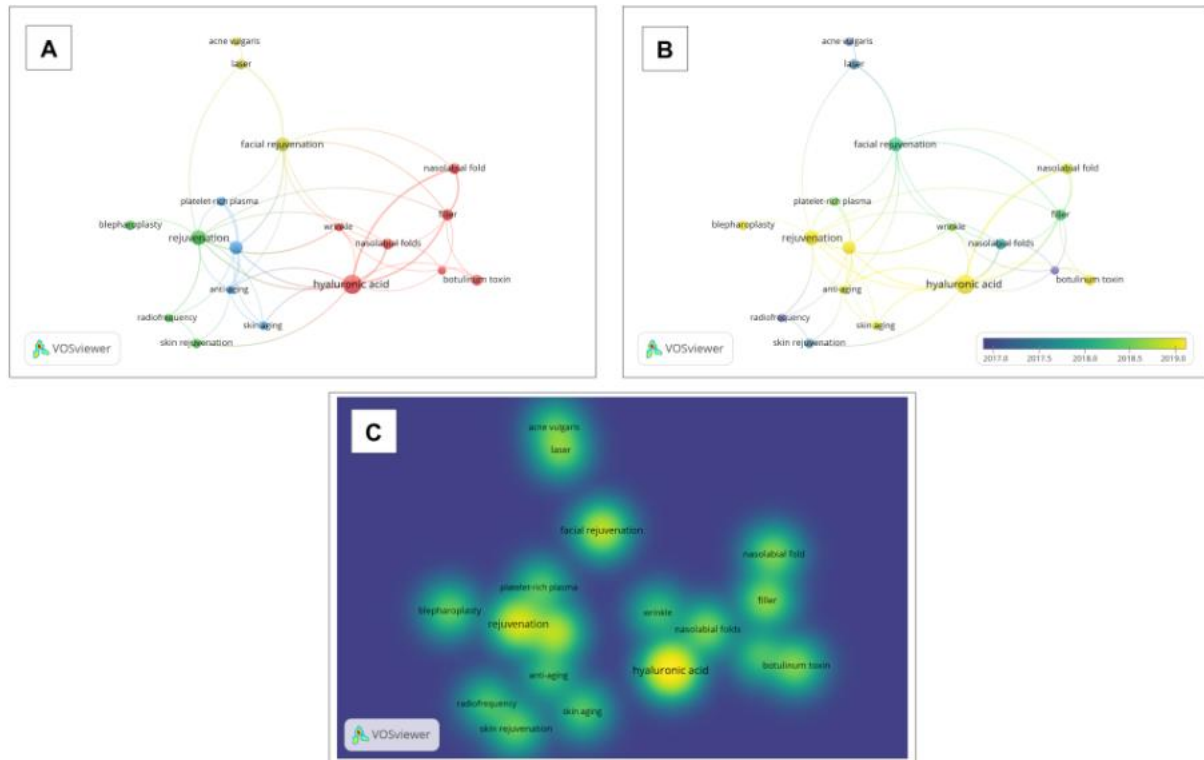 A
acne vulgaris
laser
facial rejuvenation
nasolabial fold
platelet-rich plasma
filler
blepharoplasty
wrinkle
rejuvenation
nasolabial folds
hyaluronic acid
botulinum toxin
anti-aging
radiofrequency
skin aging
skin rejuvenation
VOSviewer
B
acne vulgaris
laser
facial rejuvenation
nasolabial fold
platelet-rich plasma
filler
blepharoplasty
wrinkle
rejuvenation
nasolabial folds
hyaluronic acid
botulinum toxin
anti-aging
radiofrequency
skin aging
skin rejuvenation
VOSviewer
2017.0 2017.5 2018.0 2018.5 2019.0
C
acne vulgaris
laser
facial rejuvenation
nasolabial fold
platelet-rich plasma
filler
blepharoplasty
wrinkle
rejuvenation
nasolabial folds
hyaluronic acid
botulinum toxin
anti-aging
radiofrequency
skin aging
skin rejuvenation
VOSviewer